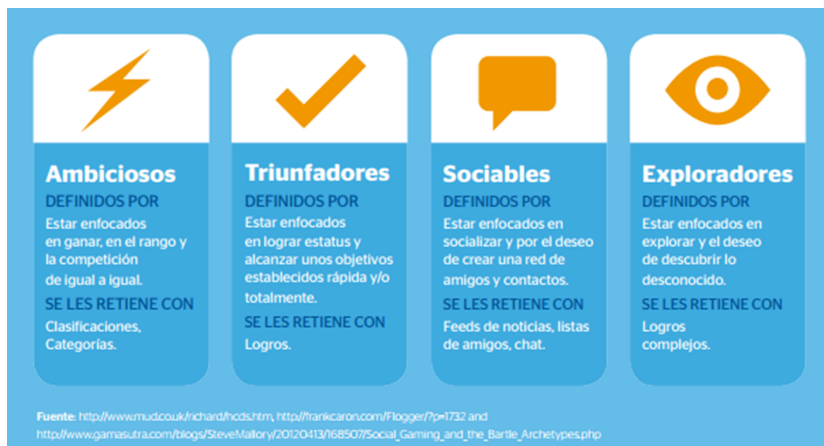 Ambiciosos
DEFINIDOS POR
Estar enfocados
en ganar, en el rango y
la competición
de igual a igual.
SE LES RETIENE CON
Clasificaciones,
Categorías.
Triunfadores
DEFINIDOS POR
Estar enfocados
en lograr estatus y
alcanzar unos objetivos
establecidos rápida y/o
totalmente.
SE LES RETIENE CON
Logros.
Sociables
DEFINIDOS POR
Estar enfocados en
socializar y por el deseo
de crear una red de
amigos y contactos.
SE LES RETIENE CON
Feeds de noticias, listas
de amigos, chat.
Exploradores
DEFINIDOS POR
Estar enfocados en
explorar y el deseo
de descubrir lo
desconocido.
SE LES RETIENE CON
Logros
complejos.
Fuente: http://www.mud.co.uk/richard/hcds.htm, http://frankcaron.com/Flogger/?p=1732 and
http://www.gamasutra.com/blogs/SteveMallory/20120413/168507/Social_Gaming_and_the_Bartle_Archetypes.php